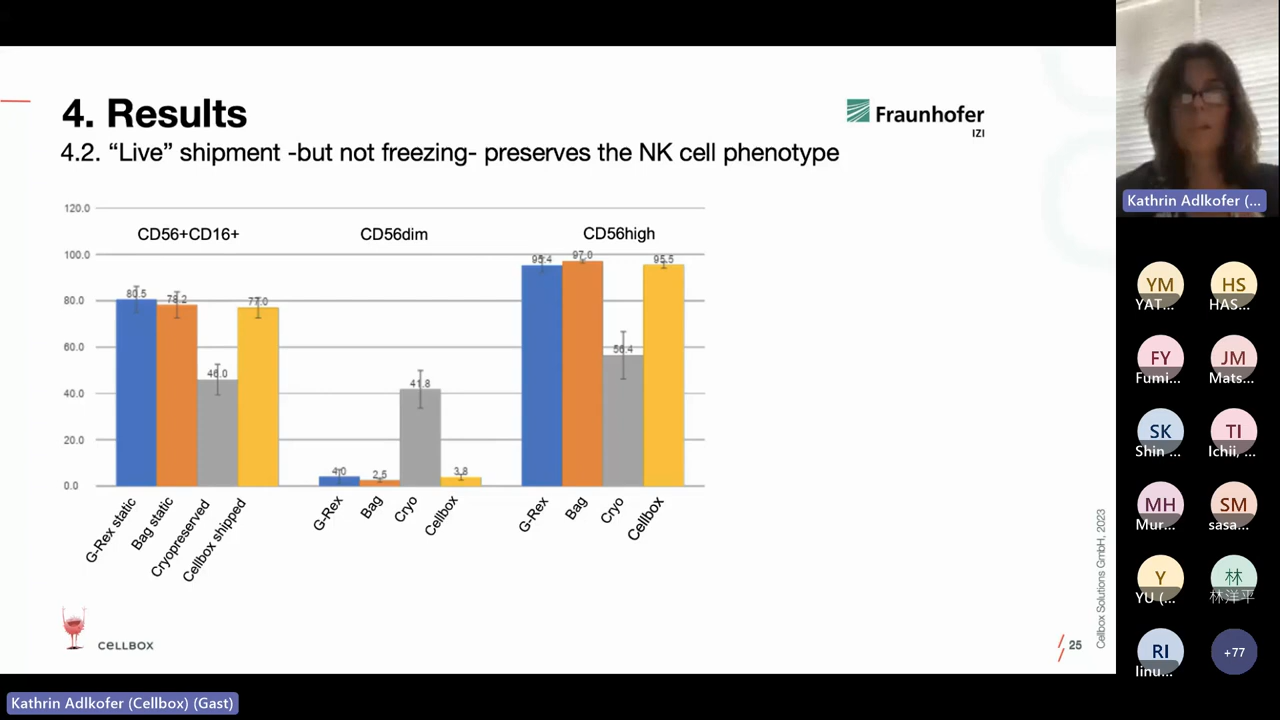 4. Results
4.2. “Live” shipment -but not freezing- preserves the NK cell phenotype
Fraunhofer
IZI
120.0
100.0
80.0
60.0
40.0
20.0
0.0
CD56+CD16+
CD56dim
CD56high
80.5
78.2
46.0
77.0
4.0
2.5
41.8
3.8
95.4
97.0
56.4
95.5
G-Rex static
Bag static
Cryopreserved
Cellbox shipped
G-Rex
Bag
Cryo
Cellbox
G-Rex
Bag
Cryo
Cellbox
CELLBOX
25
Cellbox Solutions GmbH, 2023
Kathrin Adlkofer (Cellbox) (Gast)
Kathrin Adlkofer (...
YM
YAT...
HS
HAS...
FY
Fumi...
JM
Mats...
SK
Shin ...
TI
Ichii, ...
MH
Mur...
SM
sasa...
Y
YU (...
林
林洋平
RI
Iinu...
+77